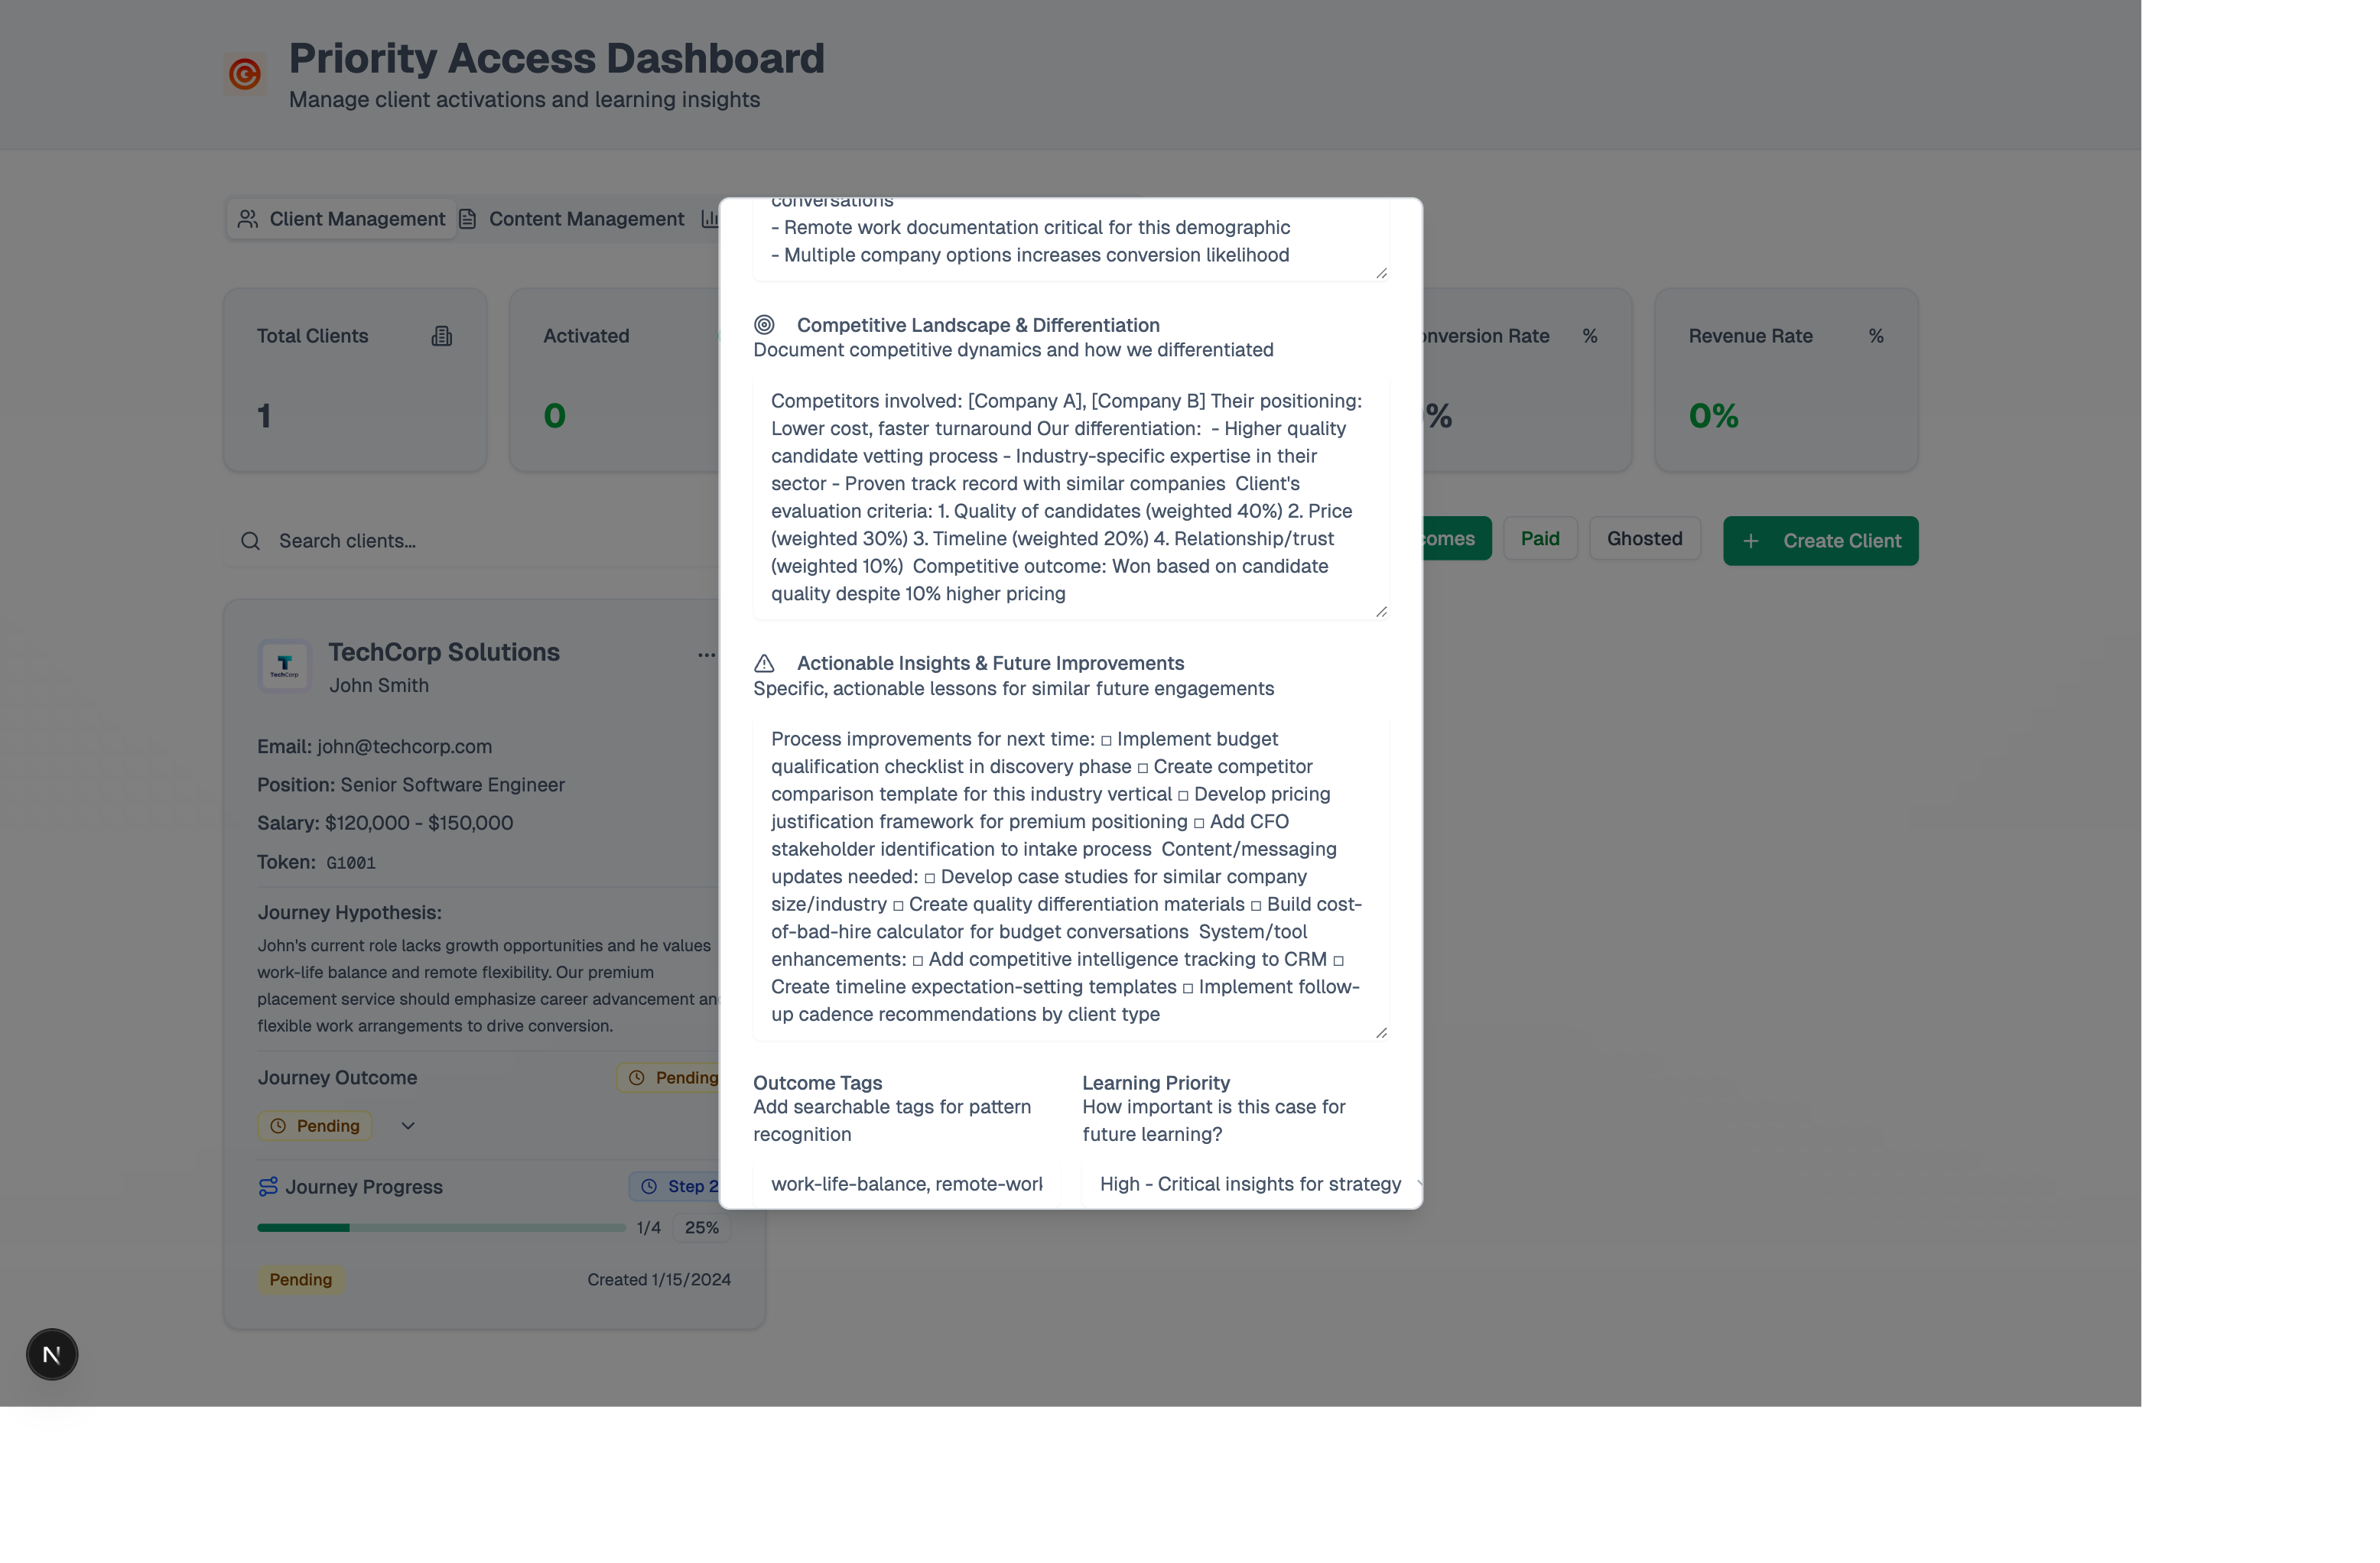 Priority Access Dashboard
Manage client activations and learning insights
Client Management
Content Management
Total Clients
1
Activated
0
onversion Rate
%
%
Revenue Rate
%
0%
Search clients...
comes
Paid
Ghosted
+ Create Client
TechCorp Solutions
John Smith
TechCorp
Email: john@techcorp.com
Position: Senior Software Engineer
Salary: $120,000 - $150,000
Token: G1001
Journey Hypothesis:
John's current role lacks growth opportunities and he values
work-life balance and remote flexibility. Our premium
placement service should emphasize career advancement an
flexible work arrangements to drive conversion.
Journey Outcome
Pending
Pending
Journey Progress
Step 2
1/4
25%
Pending
Created 1/15/2024
conversations
- Remote work documentation critical for this demographic
- Multiple company options increases conversion likelihood
Competitive Landscape & Differentiation
Document competitive dynamics and how we differentiated
Competitors involved: [Company A], [Company B] Their positioning:
Lower cost, faster turnaround Our differentiation:  - Higher quality
candidate vetting process - Industry-specific expertise in their
sector - Proven track record with similar companies  Client's
evaluation criteria: 1. Quality of candidates (weighted 40%) 2. Price
(weighted 30%) 3. Timeline (weighted 20%) 4. Relationship/trust
(weighted 10%)  Competitive outcome: Won based on candidate
quality despite 10% higher pricing
Actionable Insights & Future Improvements
Specific, actionable lessons for similar future engagements
Process improvements for next time: □ Implement budget
qualification checklist in discovery phase □ Create competitor
comparison template for this industry vertical □ Develop pricing
justification framework for premium positioning □ Add CFO
stakeholder identification to intake process  Content/messaging
updates needed: □ Develop case studies for similar company
size/industry □ Create quality differentiation materials □ Build cost-
of-bad-hire calculator for budget conversations  System/tool
enhancements: □ Add competitive intelligence tracking to CRM □
Create timeline expectation-setting templates □ Implement follow-
up cadence recommendations by client type
Outcome Tags
Add searchable tags for pattern
recognition
work-life-balance, remote-work
Learning Priority
How important is this case for
future learning?
High - Critical insights for strategy
N